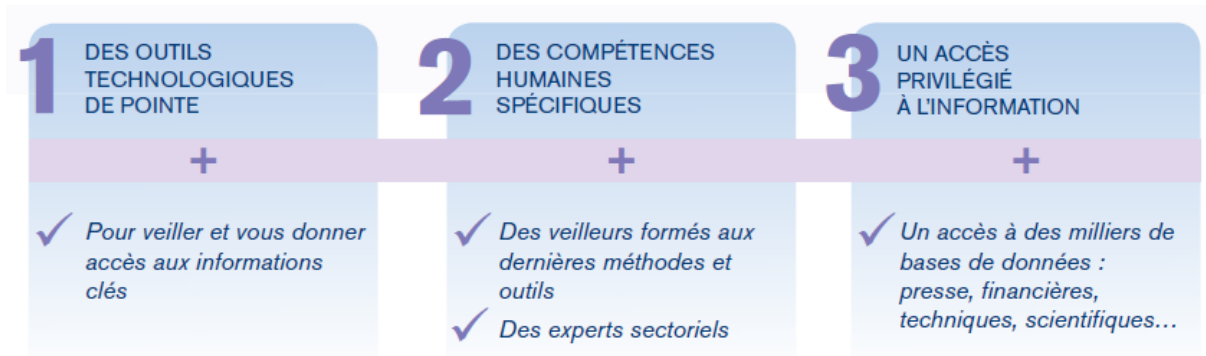 1
DES OUTILS
TECHNOLOGIQUES
DE POINTE
+
✓ Pour veiller et vous donner
accès aux informations
clés
2
DES COMPÉTENCES
HUMAINES
SPÉCIFIQUES
+
✓ Des veilleurs formés aux
dernières méthodes et
outils
✓ Des experts sectoriels
3
UN ACCÈS
PRIVILÉGIÉ
À L'INFORMATION
+
✓ Un accès à des milliers de
bases de données :
presse, financières,
techniques, scientifiques…